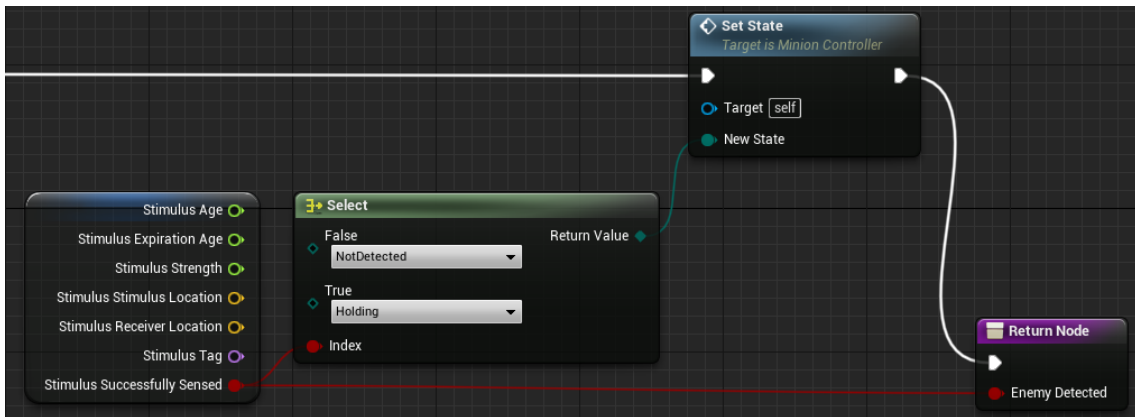 Set State
Target is Minion Controller
Target self
New State
Stimulus Age
Stimulus Expiration Age
Stimulus Strength
Stimulus Stimulus Location
Stimulus Receiver Location
Stimulus Tag
Stimulus Successfully Sensed
Select
False
Return Value
NotDetected
True
Holding
Index
Return Node
Enemy Detected